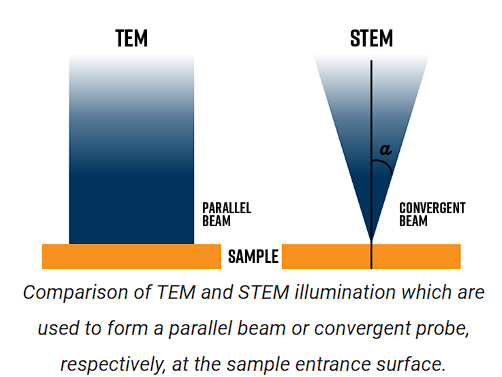 TEM
STEM
α
PARALLEL
BEAM
CONVERGENT
BEAM
SAMPLE
Comparison of TEM and STEM illumination which are
used to form a parallel beam or convergent probe,
respectively, at the sample entrance surface.